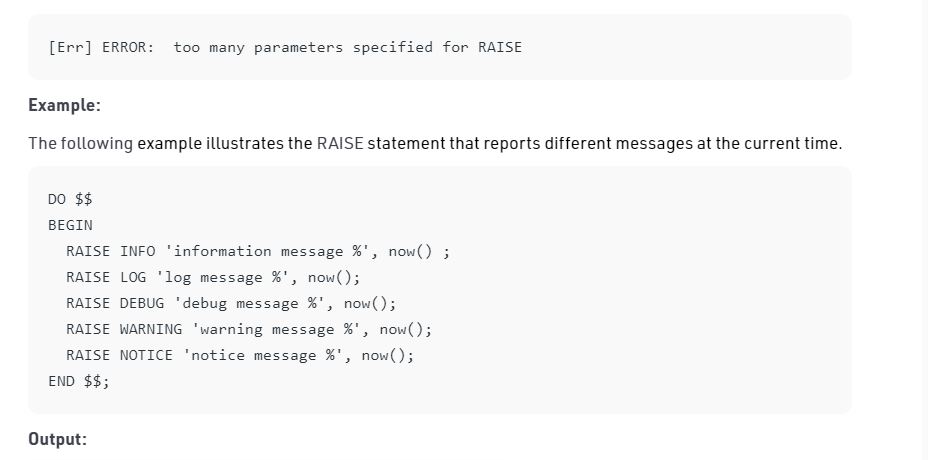 [Err] ERROR:  too many parameters specified for RAISE
Example:
The following example illustrates the RAISE statement that reports different messages at the current time.
DO $$
BEGIN
  RAISE INFO 'information message %', now() ;
  RAISE LOG 'log message %', now();
  RAISE DEBUG 'debug message %', now();
  RAISE WARNING 'warning message %', now();
  RAISE NOTICE 'notice message %', now();
END $$;
Output: